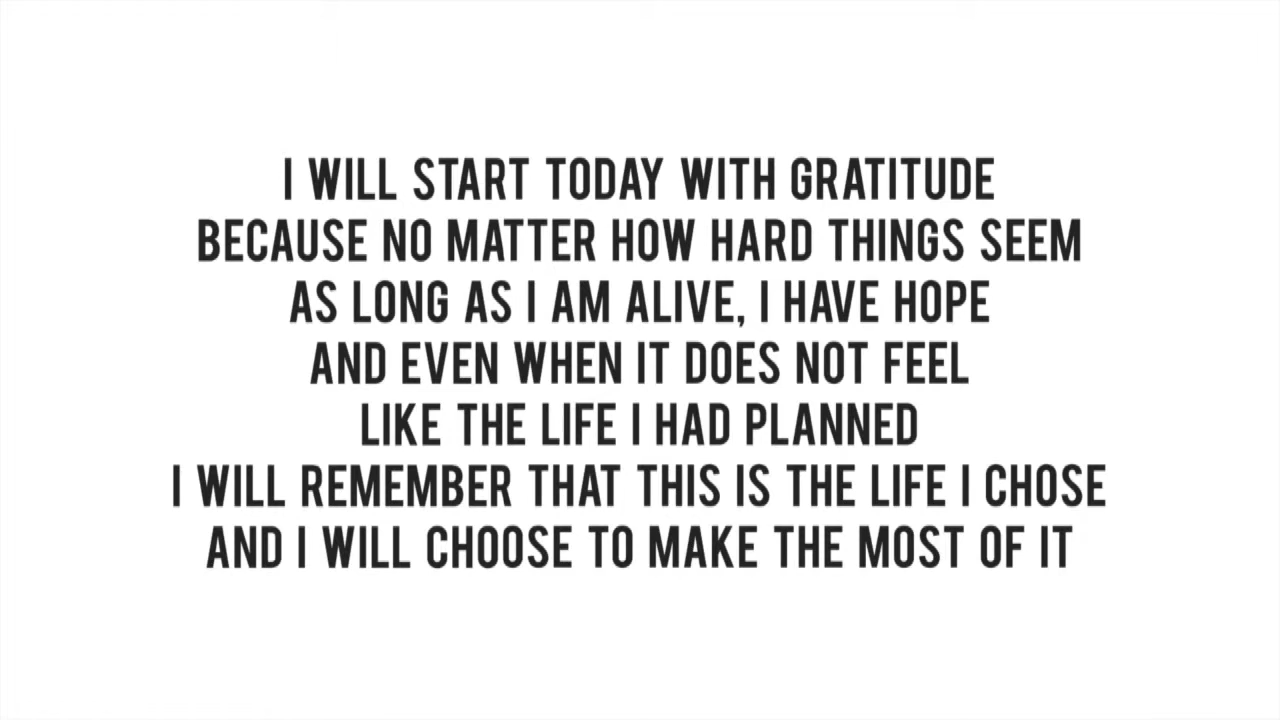 I WILL START TODAY WITH GRATITUDE
BECAUSE NO MATTER HOW HARD THINGS SEEM
AS LONG AS I AM ALIVE, I HAVE HOPE
AND EVEN WHEN IT DOES NOT FEEL
LIKE THE LIFE I HAD PLANNED
I WILL REMEMBER THAT THIS IS THE LIFE I CHOSE
AND I WILL CHOOSE TO MAKE THE MOST OF IT